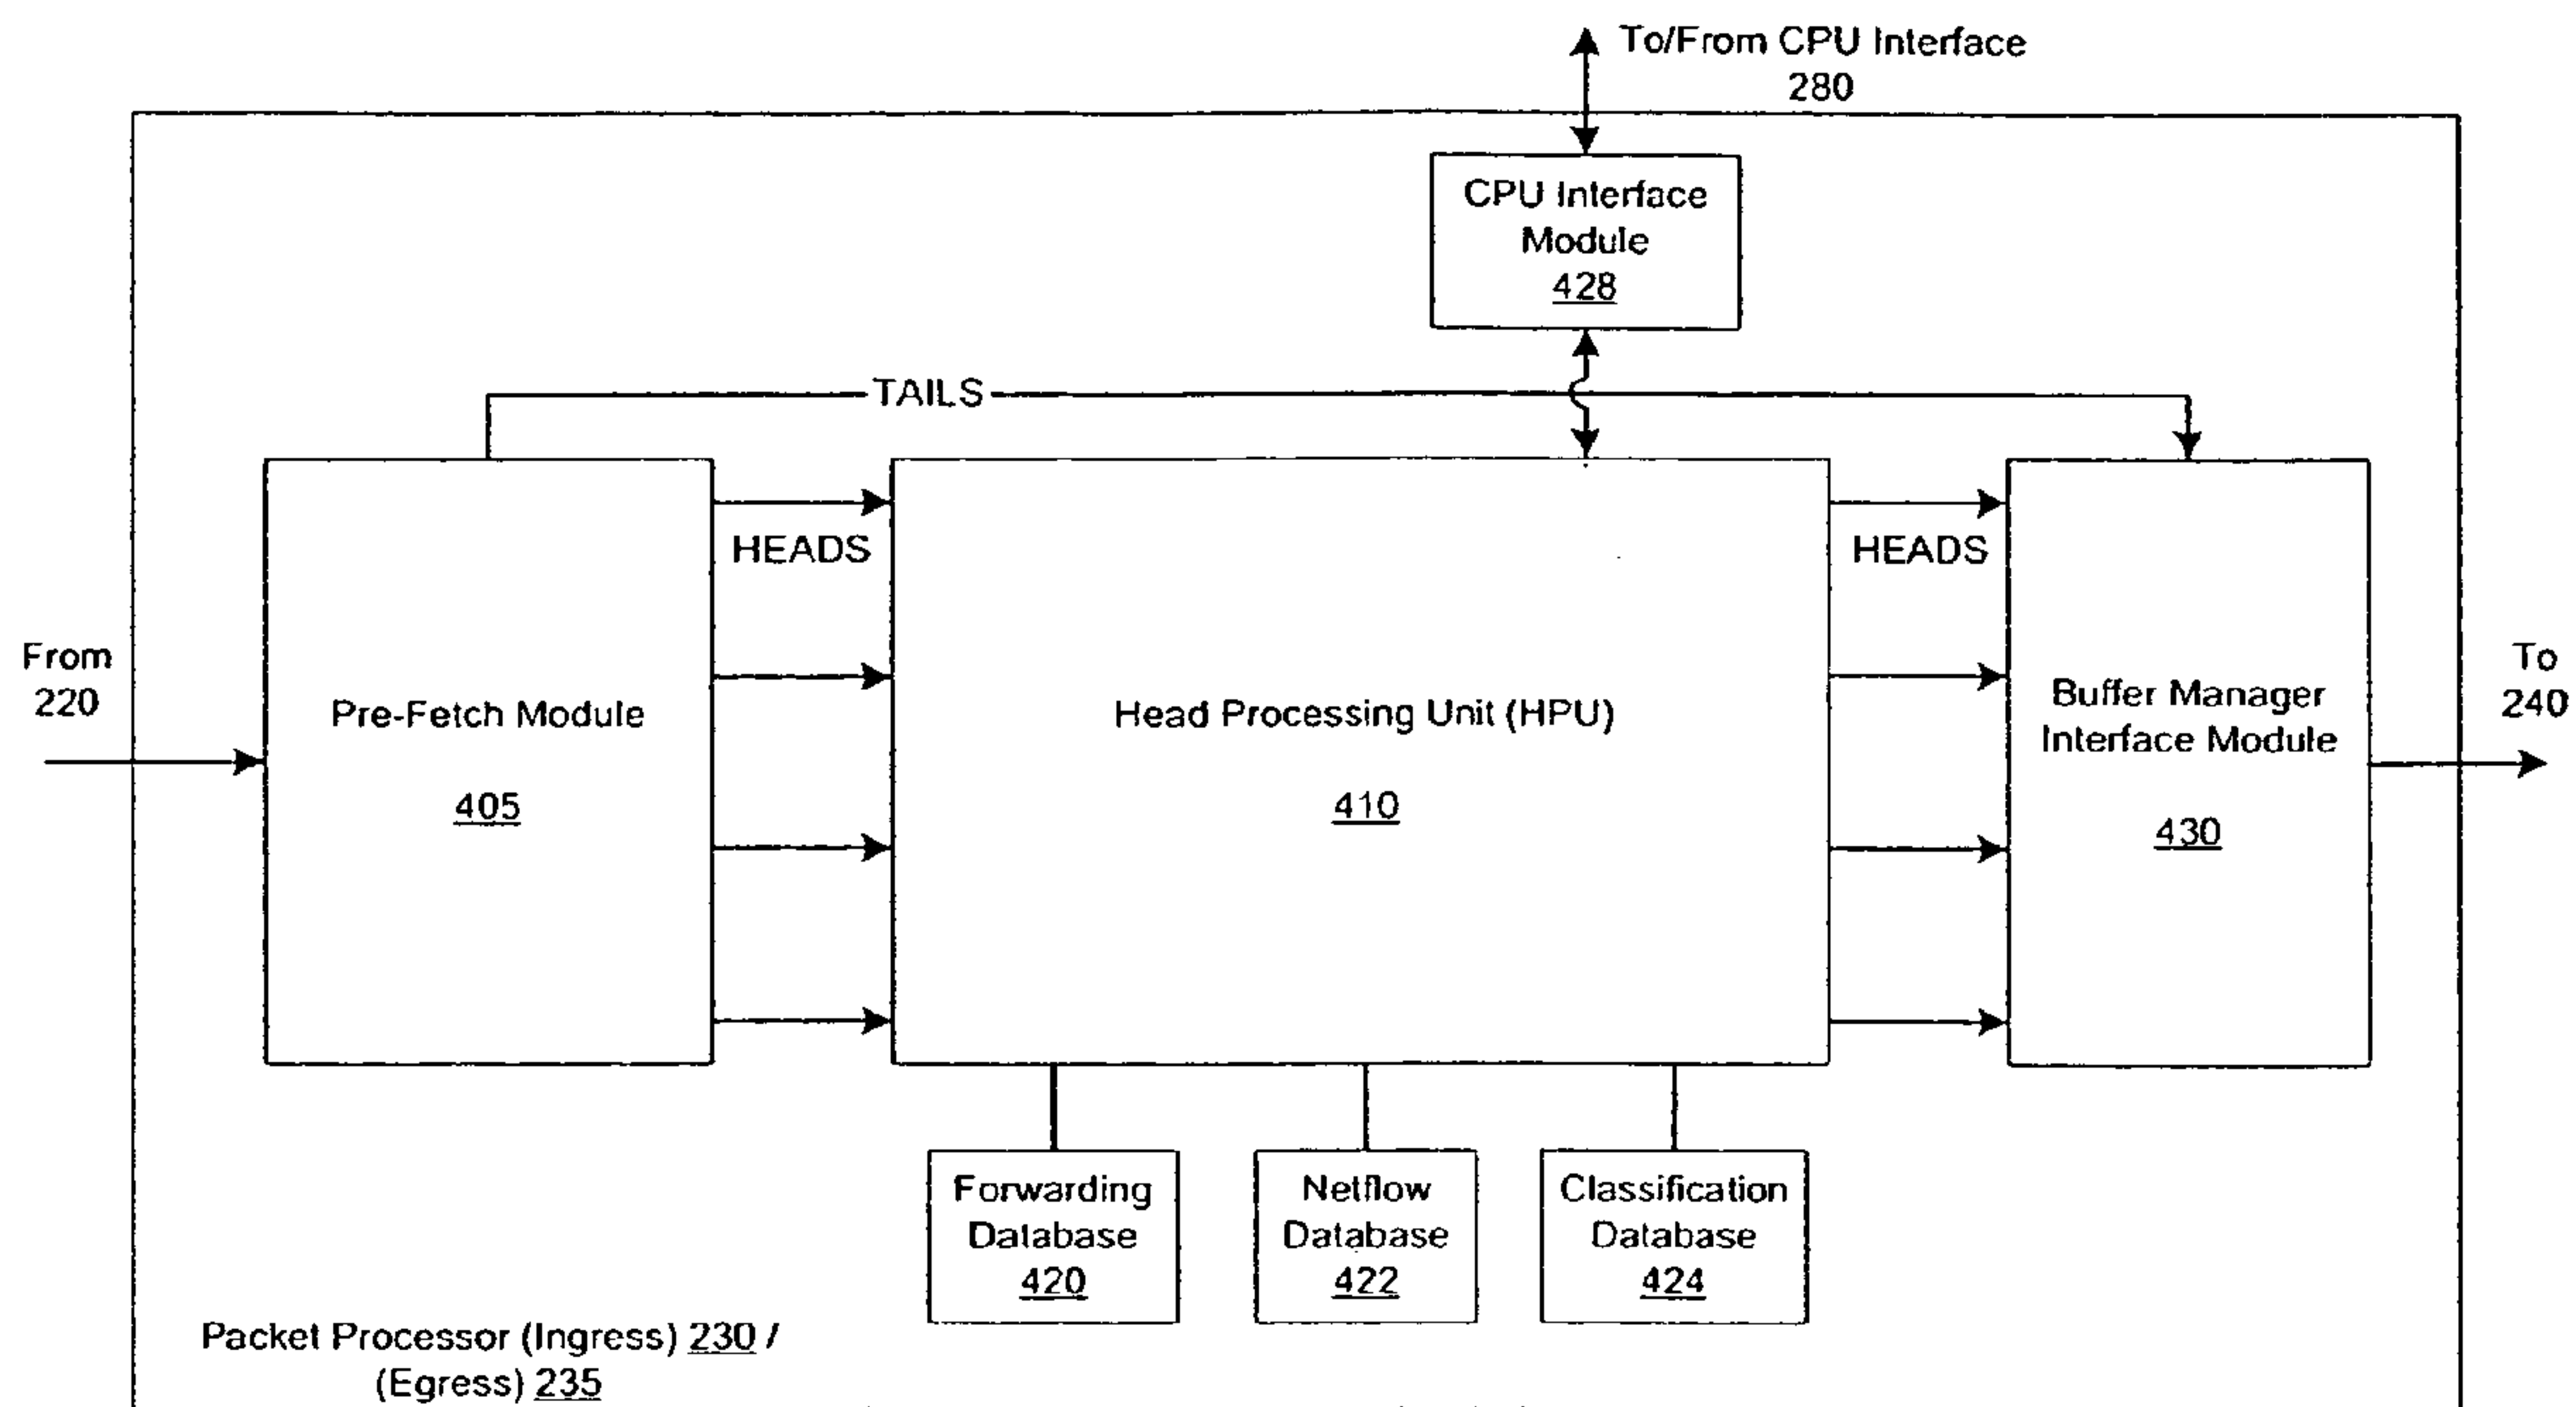 To/From CPU Interface
280
CPU Interface
Module
428
TAILS
HEADS
HEADS
From
220
Pre-Fetch Module
405
Head Processing Unit (HPU)
410
Buffer Manager
Interface Module
430
To
240
Forwarding
Database
420
Netflow
Database
422
Classification
Database
424
Packet Processor (Ingress) 230 /
(Egress) 235